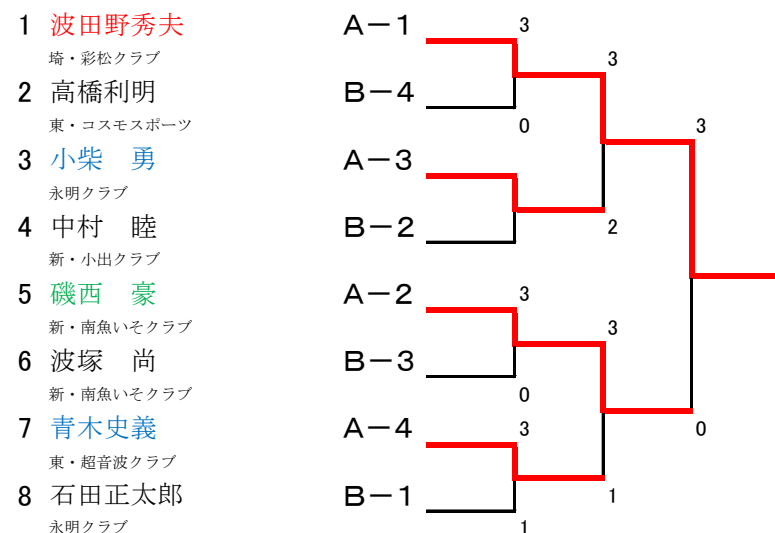 1 波田野秀夫 A－1 3
埼・彩松クラブ 3
2 高橋利明 B－4
東・コスモスポーツ 0 3
3 小柴　勇 A－3
永明クラブ
4 中村　睦 B－2 2
新・小出クラブ
5 磯西　豪 A－2 3
新・南魚いそクラブ 3
6 波塚　尚 B－3
新・南魚いそクラブ 0
7 青木史義 A－4 3 0
東・超音波クラブ
8 石田正太郎 B－1 1
永明クラブ 1